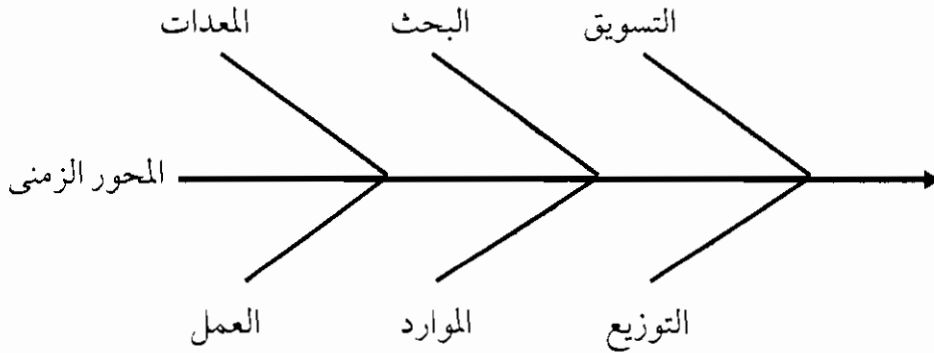 التسويق
البحث
المعدات
المحور الزمنى
التوزيع
الموارد
العمل